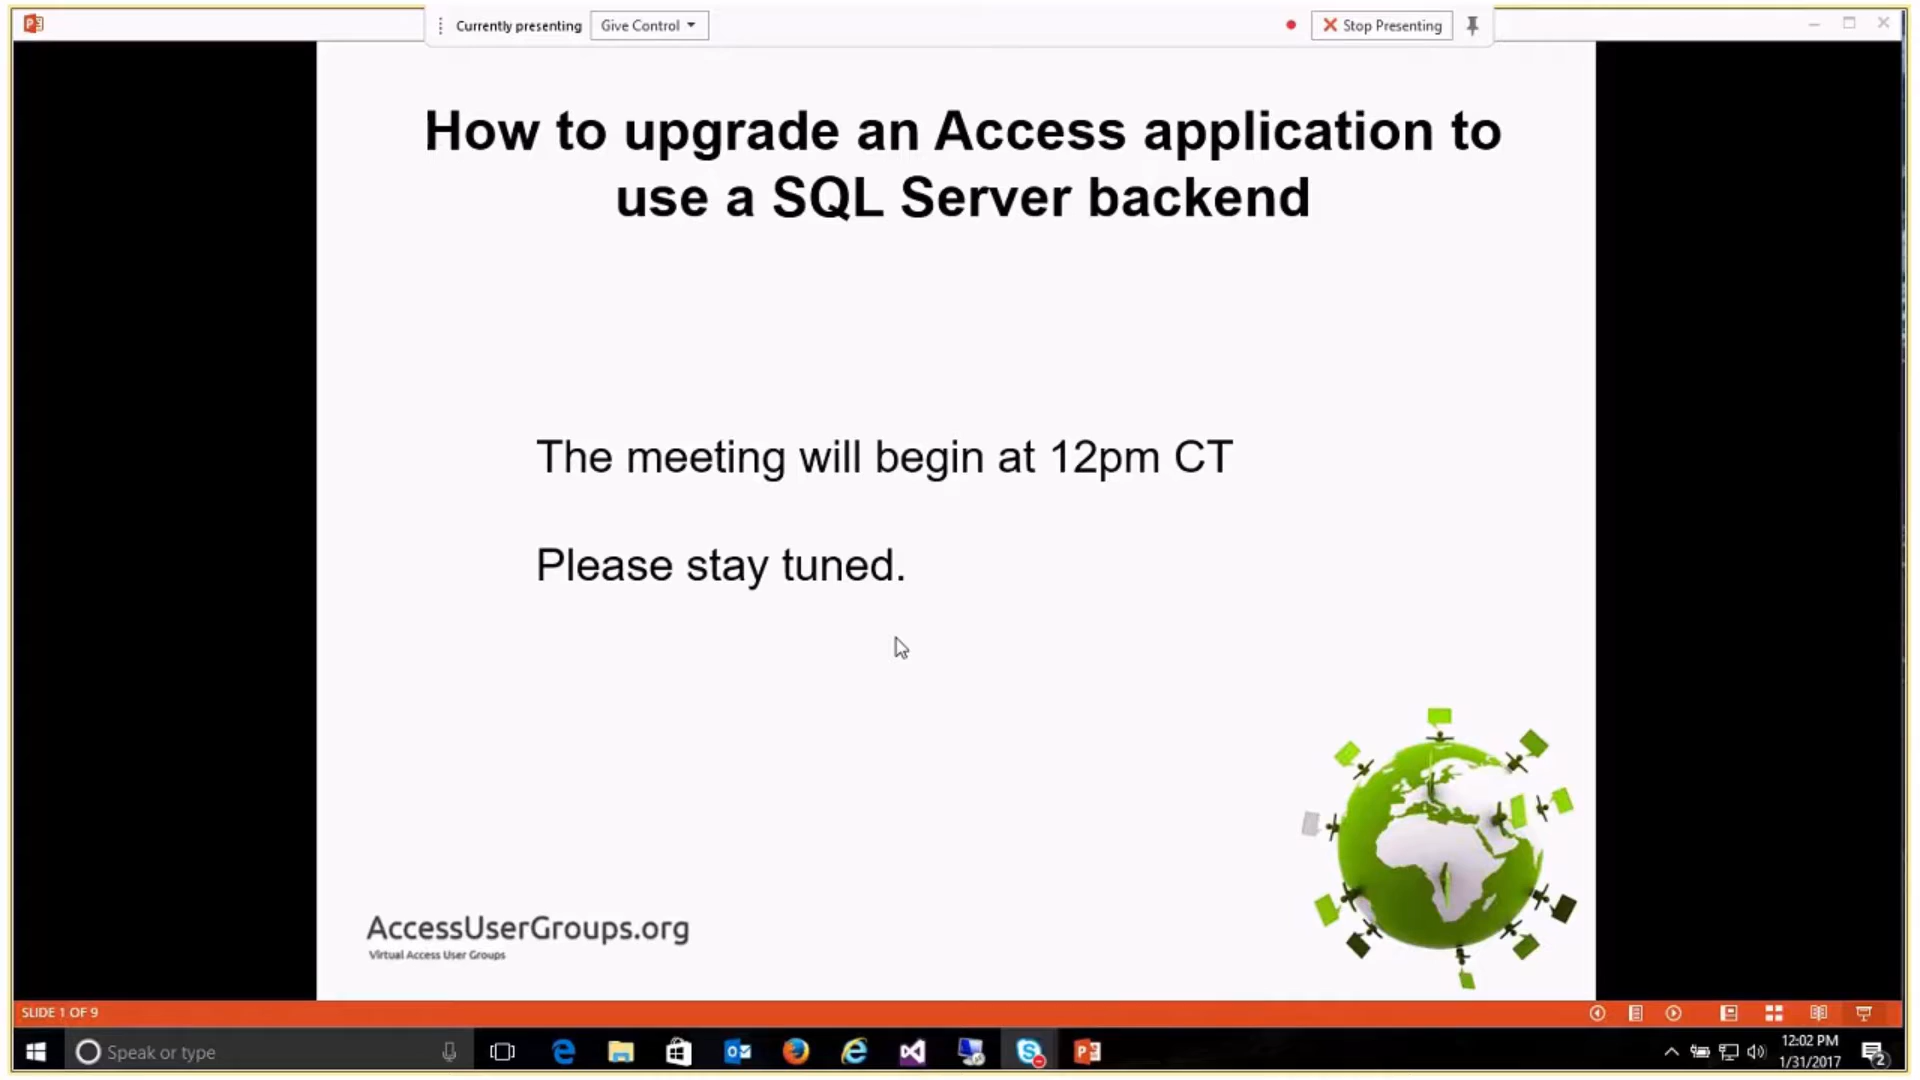 Currently presenting Give Control Stop Presenting
How to upgrade an Access application to
use a SQL Server backend
The meeting will begin at 12pm CT
Please stay tuned.
AccessUserGroups.org
Virtual Access User Groups
SLIDE 1 OF 9
Speak or type
12:02 PM
1/31/2017
2